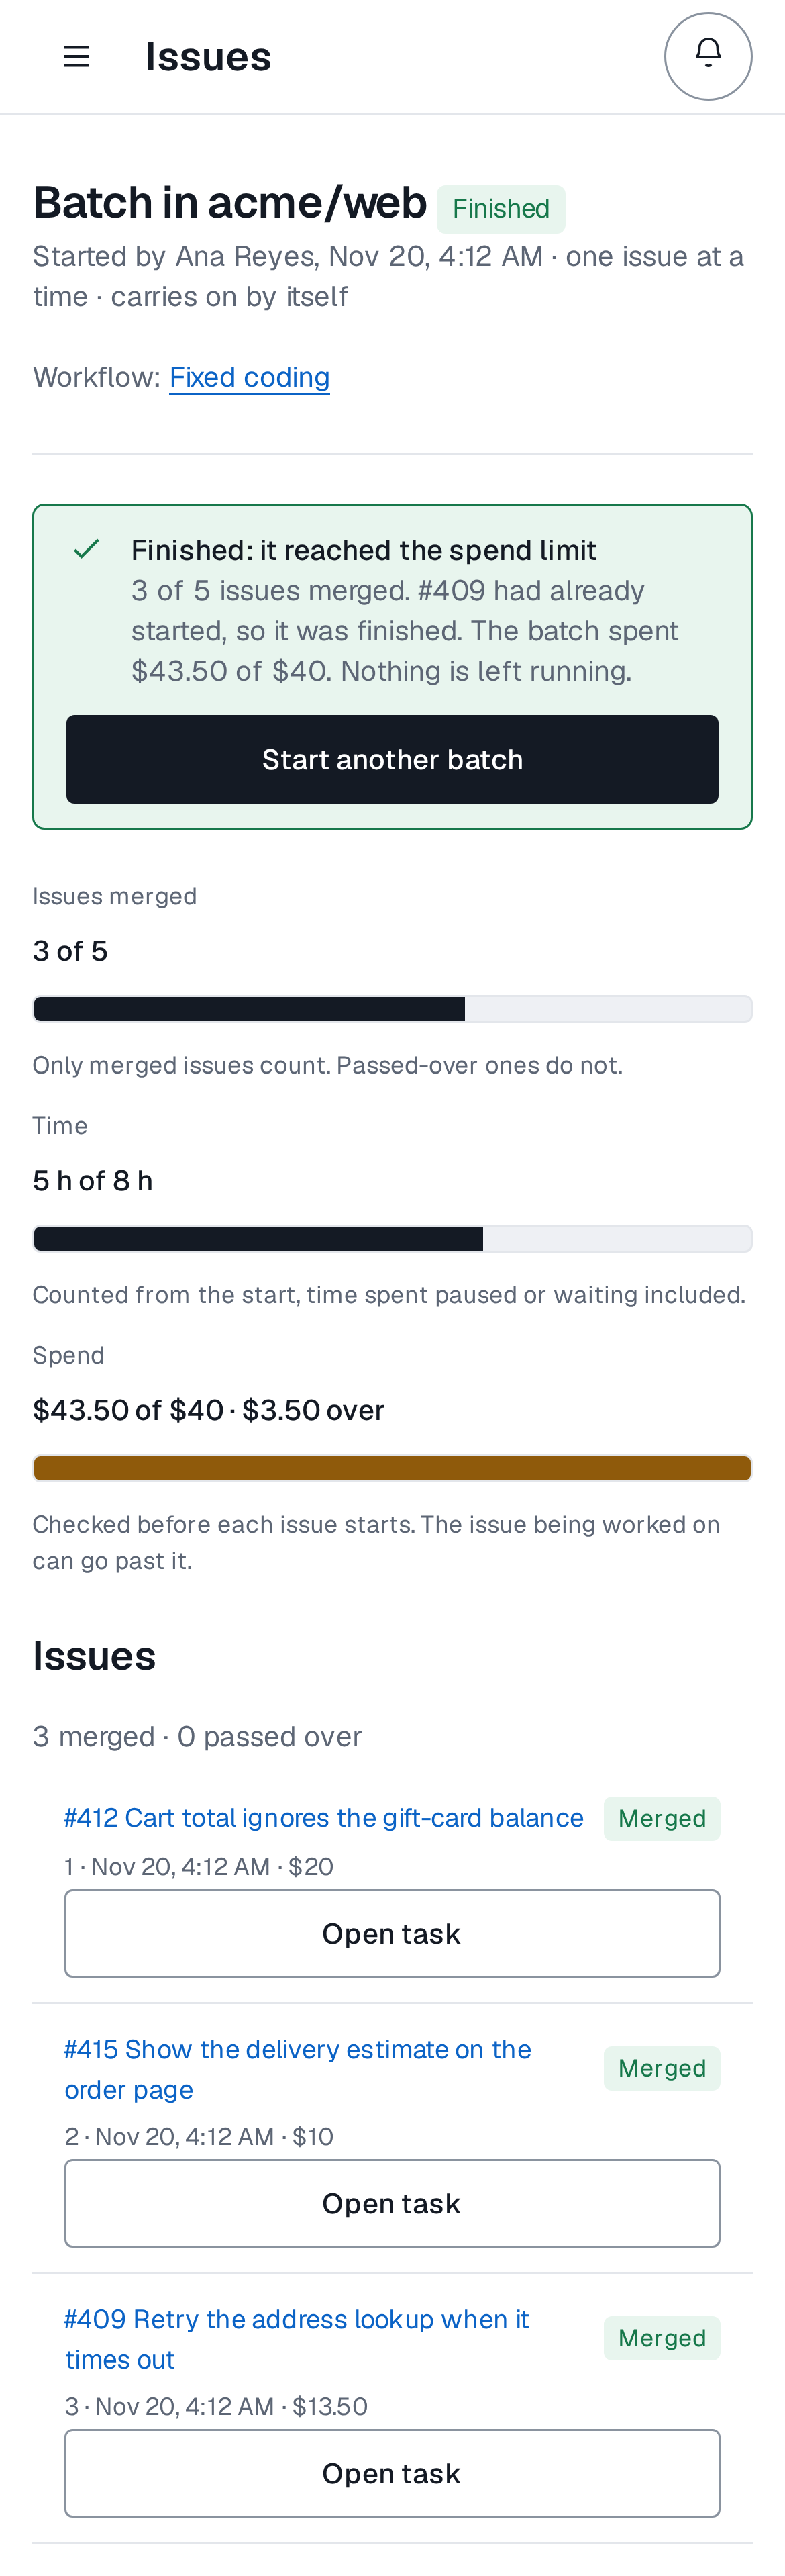 Issues
Batch in acme/web Finished
Started by Ana Reyes, Nov 20, 4:12 AM · one issue at a
time · carries on by itself
Workflow: Fixed coding
Finished: it reached the spend limit
3 of 5 issues merged. #409 had already
started, so it was finished. The batch spent
$43.50 of $40. Nothing is left running.
Start another batch
Issues merged
3 of 5
Only merged issues count. Passed-over ones do not.
Time
5 h of 8 h
Counted from the start, time spent paused or waiting included.
Spend
$43.50 of $40 · $3.50 over
Checked before each issue starts. The issue being worked on
can go past it.
Issues
3 merged · 0 passed over
#412 Cart total ignores the gift-card balance Merged
1 · Nov 20, 4:12 AM · $20
Open task
#415 Show the delivery estimate on the
order page
Merged
2 · Nov 20, 4:12 AM · $10
Open task
#409 Retry the address lookup when it
times out
Merged
3 · Nov 20, 4:12 AM · $13.50
Open task